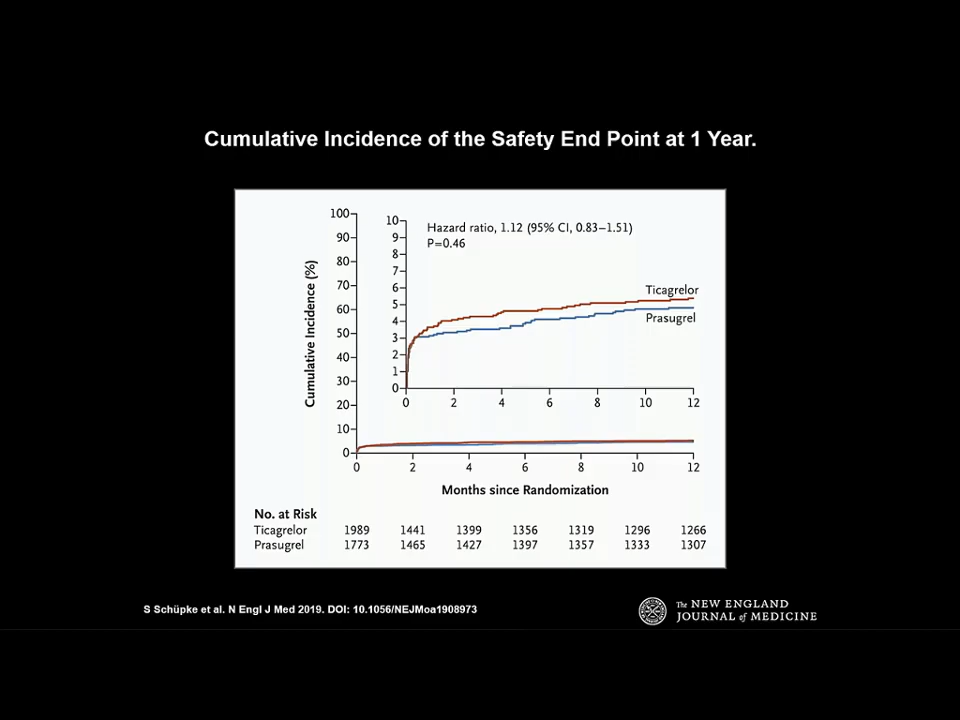 Cumulative Incidence of the Safety End Point at 1 Year.
Cumulative Incidence (%)
100
90
80
70
60
50
40
30
20
10
0
10
9
8
7
6
5
4
3
2
1
0
Hazard ratio, 1.12 (95% CI, 0.83–1.51)
P=0.46
Ticagrelor
Prasugrel
0 2 4 6 8 10 12
0 2 4 6 8 10 12
Months since Randomization
No. at Risk
Ticagrelor 1989 1441 1399 1356 1319 1296 1266
Prasugrel 1773 1465 1427 1397 1357 1333 1307
S Schüpke et al. N Engl J Med 2019. DOI: 10.1056/NEJMoa1908973
The NEW ENGLAND
JOURNAL of MEDICINE